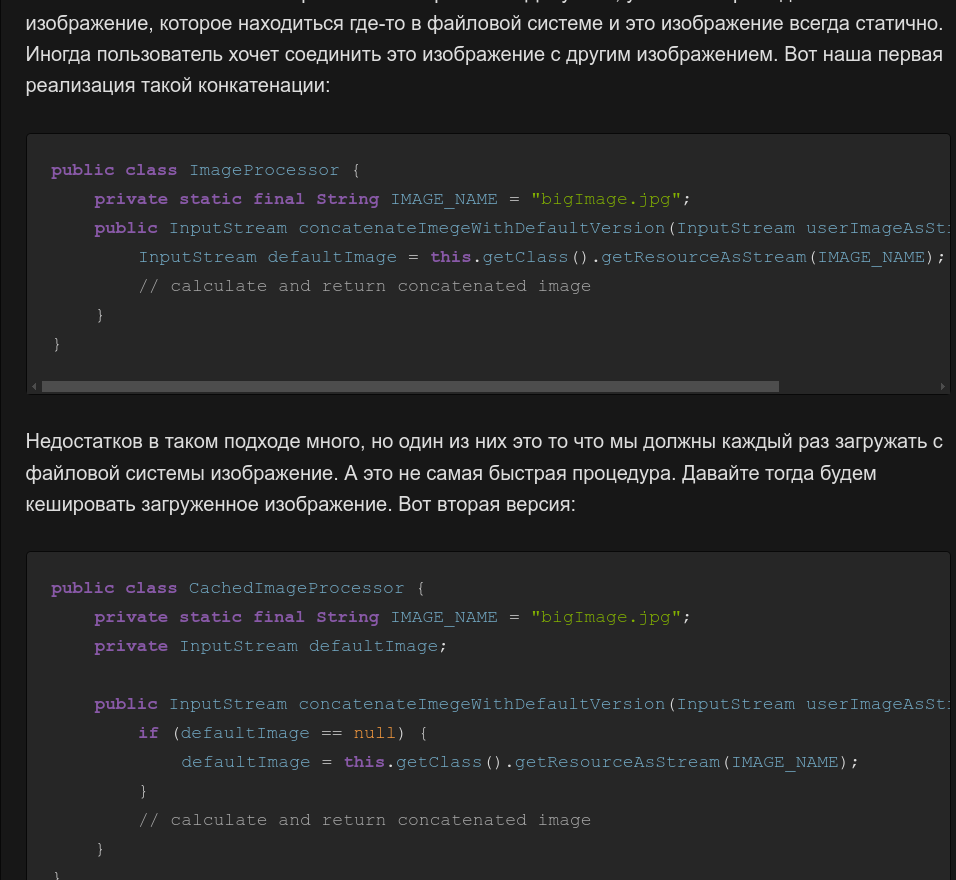 изображение, которое находиться где-то в файловой системе и это изображение всегда статично.
Иногда пользователь хочет соединить это изображение с другим изображением. Вот наша первая
реализация такой конкатенации:
public class ImageProcessor {
private static final String IMAGE_NAME = "bigImage.jpg";
public InputStream concatenateImegeWithDefaultVersion(InputStream
InputStream defaultImage = this.getClass().getResourceAsStream(IMAGE_NAME);
// calculate and return concatenated image
}
}
Недостатков в таком подходе много, но один из них это то что мы должны каждый раз загружать с
файловой системы изображение. А это не самая быстрая процедура. Давайте тогда будем
кешировать загруженное изображение. Вот вторая версия:
public class CachedImageProcessor {
private static final String IMAGE_NAME = "bigImage.jpg";
private InputStream defaultImage;
public InputStream concatenateImegeWithDefaultVersion(InputStream
if (defaultImage == null) {
defaultImage = this.getClass().getResourceAsStream(IMAGE_NAME);
}
// calculate and return concatenated image
}
}